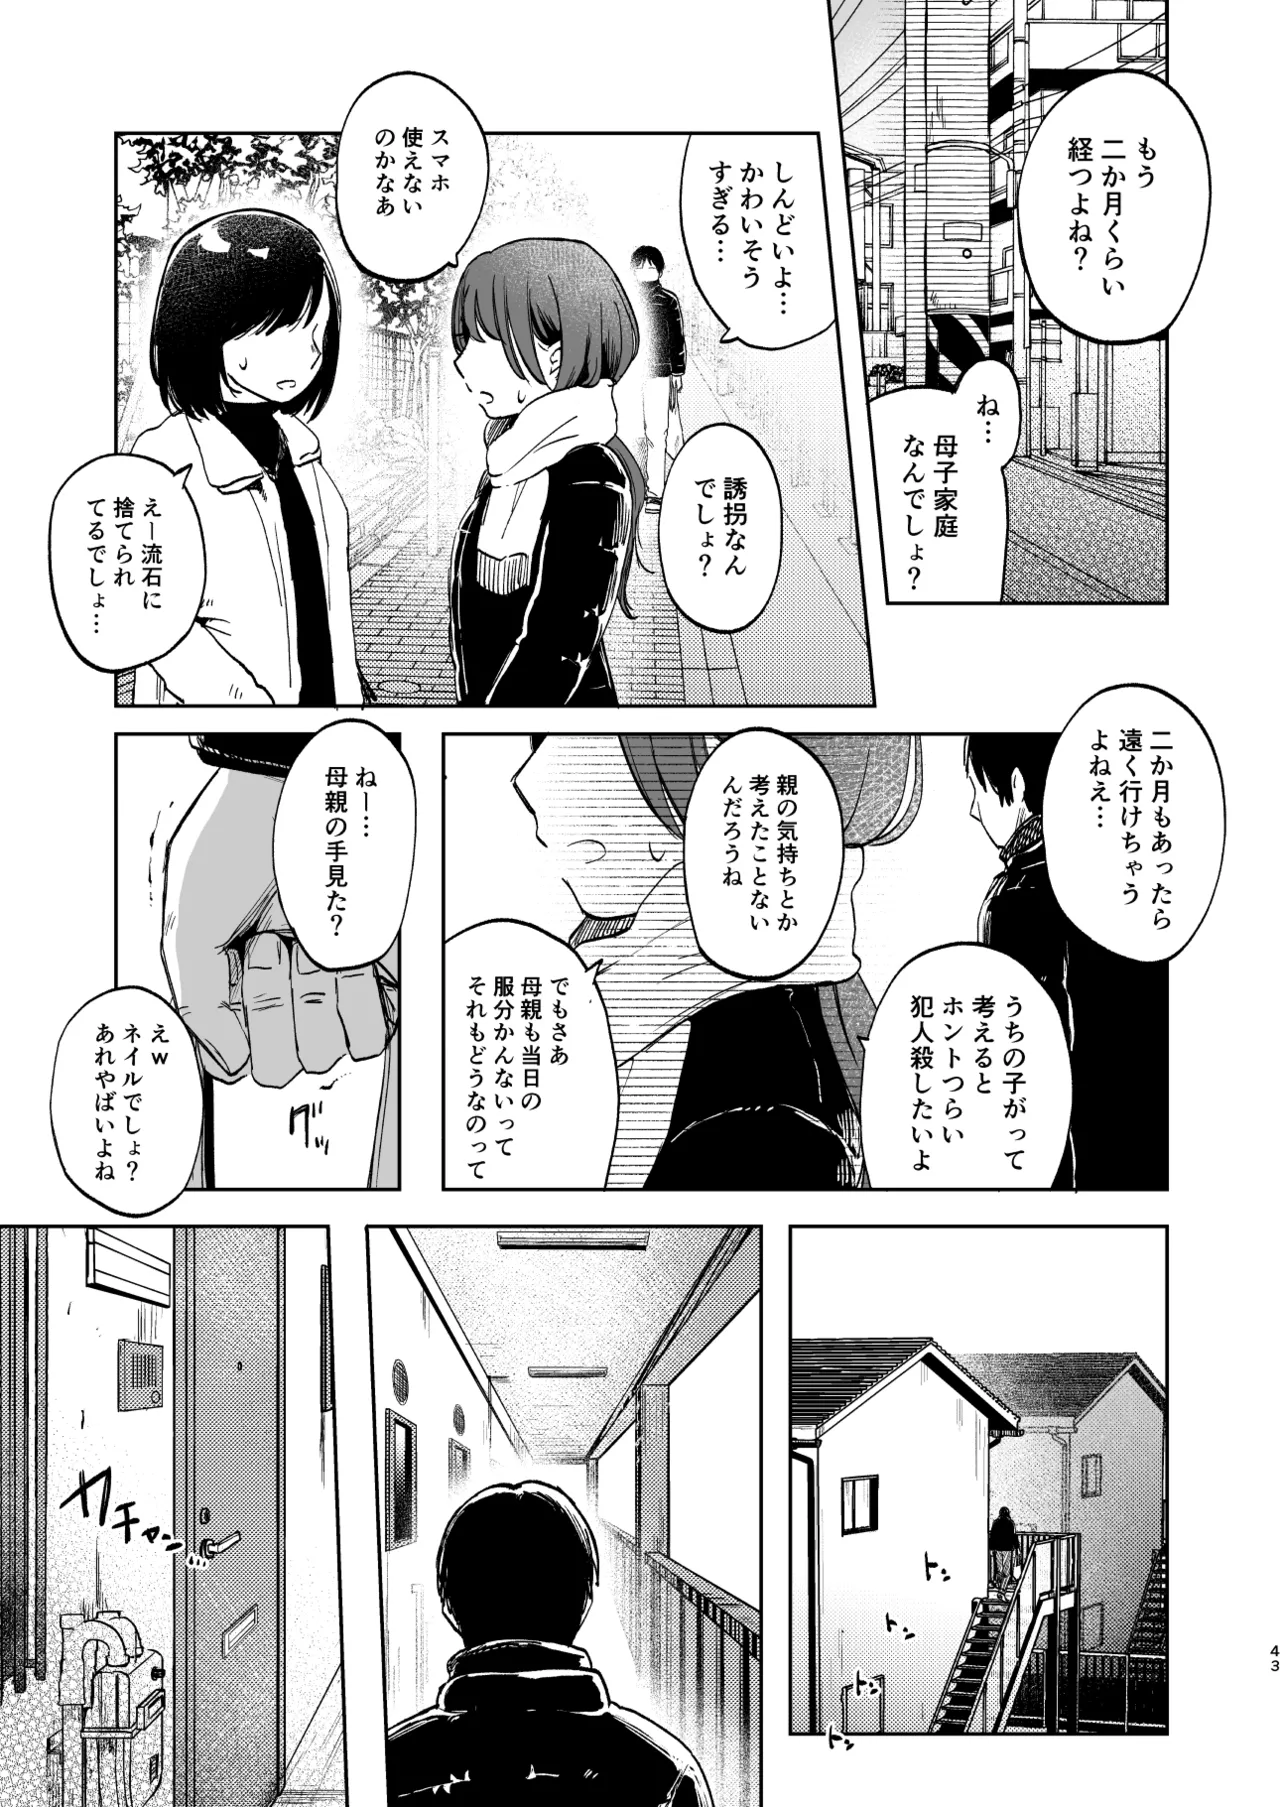 もう
二か月くらい
経つよね?
ね…
母子家庭
なんでしょ?
しんどいよ…
かわいそう
すぎる…
誘拐なん
でしょ?
スマホ
使えない
のかなあ
えー流石に
捨てられ
てるでしょ…
二か月もあったら
遠く行けちゃう
よねえ…
うちの子がって
考えると
ホントつらい
犯人殺したいよ
親の気持ちとか
考えたことない
んだろうね
でもさあ
母親も当日の
服分かんないって
それもどうなのって
ねー…
母親の手見た?
えw
ネイルでしょ?
あれやばいよね
グッ
トン
トン
トン
トン
ガチャン
43